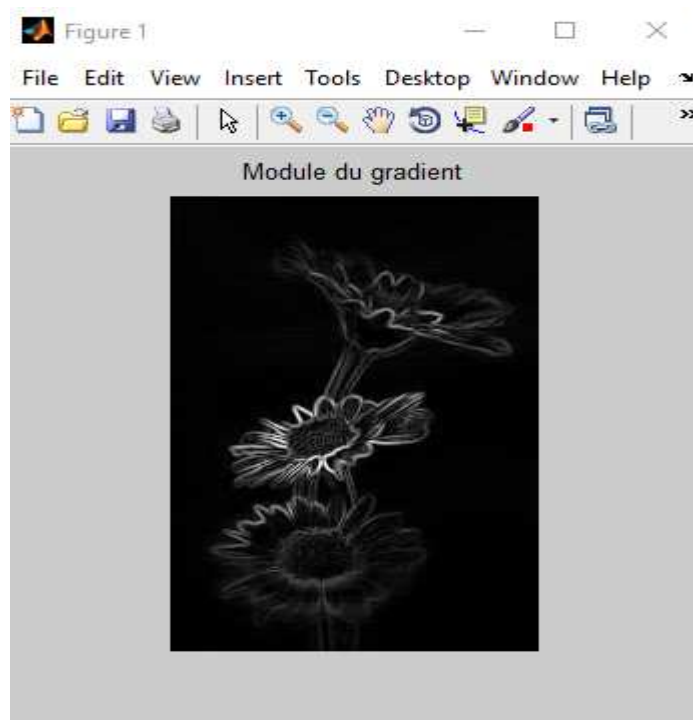 Figure 1
File Edit View Insert Tools Desktop Window Help
Module du gradient